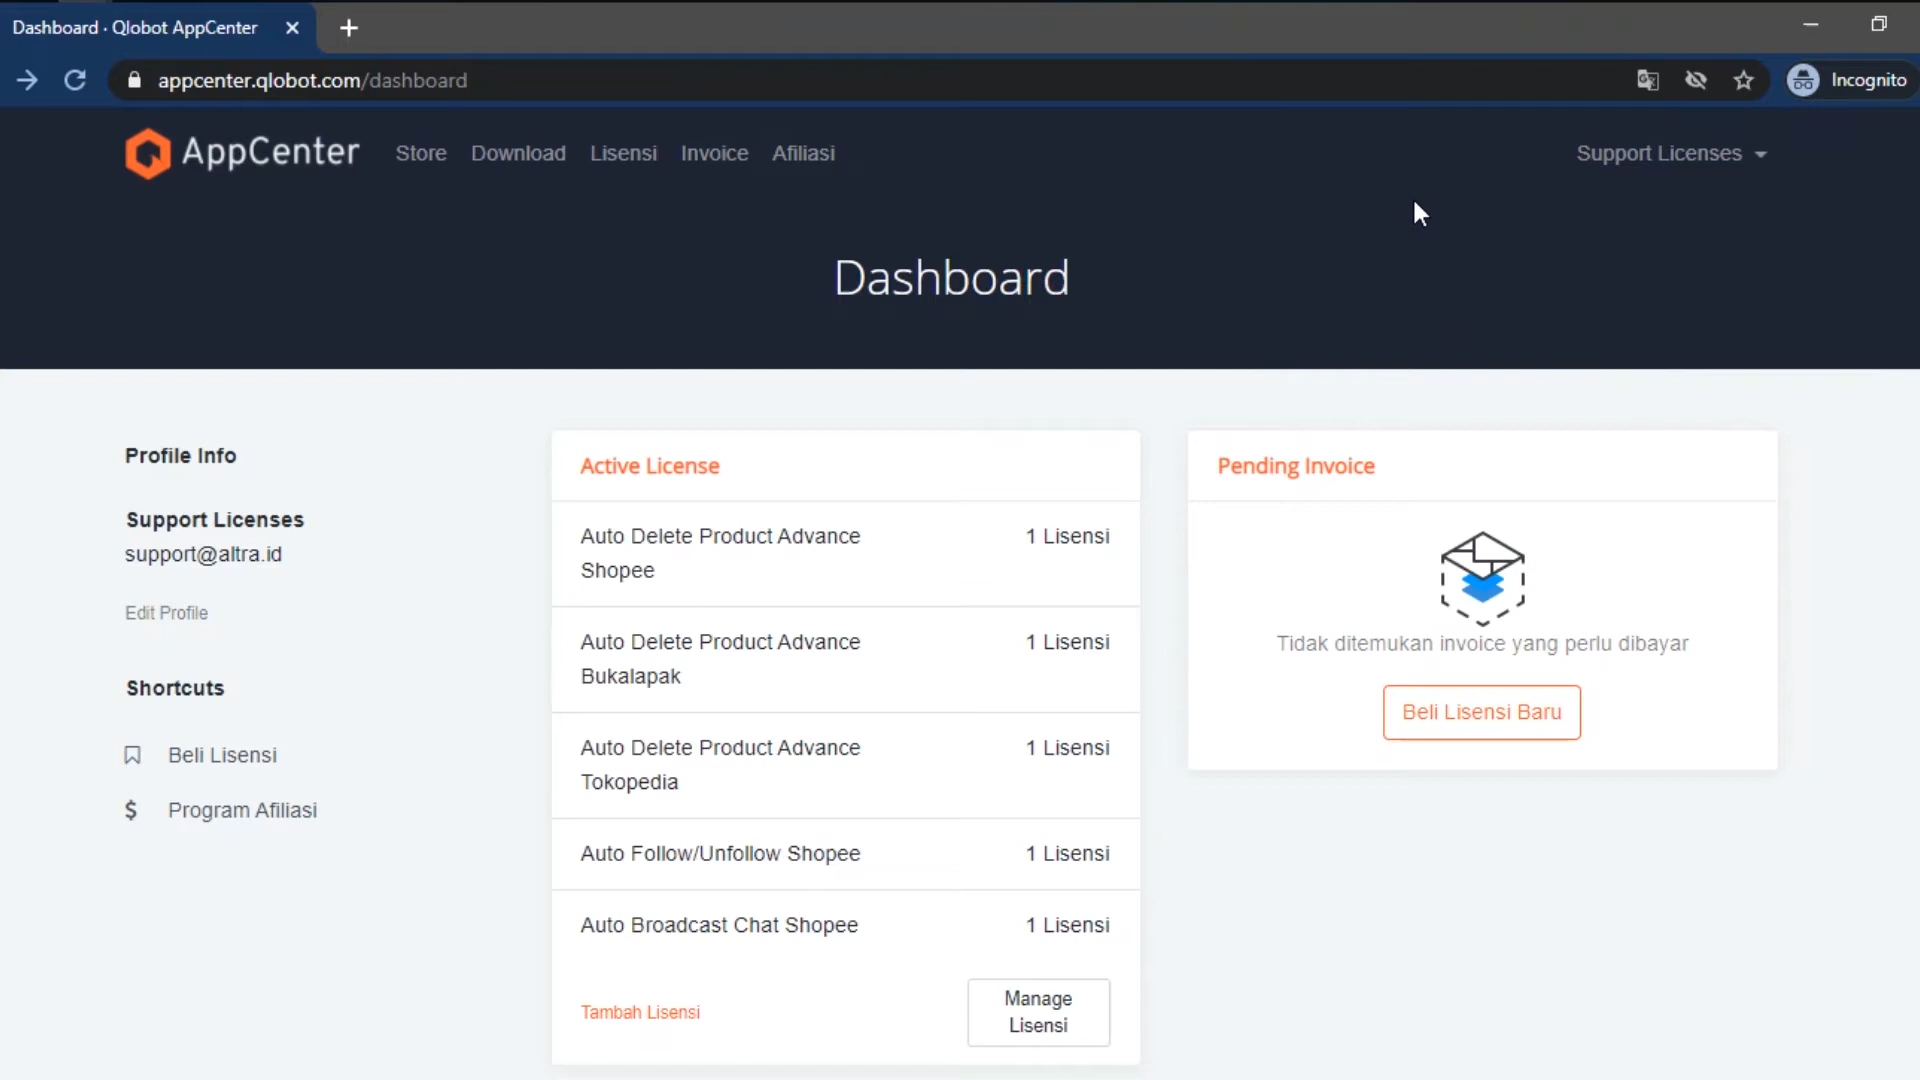 Dashboard · Qlobot AppCenter
appcenter.qlobot.com/dashboard
Incognito
AppCenter
Store
Download
Lisensi
Invoice
Afiliasi
Support Licenses
Dashboard
Profile Info
Support Licenses
support@altra.id
Edit Profile
Shortcuts
Beli Lisensi
Program Afiliasi
Active License
Auto Delete Product Advance 1 Lisensi
Shopee
Auto Delete Product Advance 1 Lisensi
Bukalapak
Auto Delete Product Advance 1 Lisensi
Tokopedia
Auto Follow/Unfollow Shopee 1 Lisensi
Auto Broadcast Chat Shopee 1 Lisensi
Tambah Lisensi
Manage
Lisensi
Pending Invoice
Tidak ditemukan invoice yang perlu dibayar
Beli Lisensi Baru